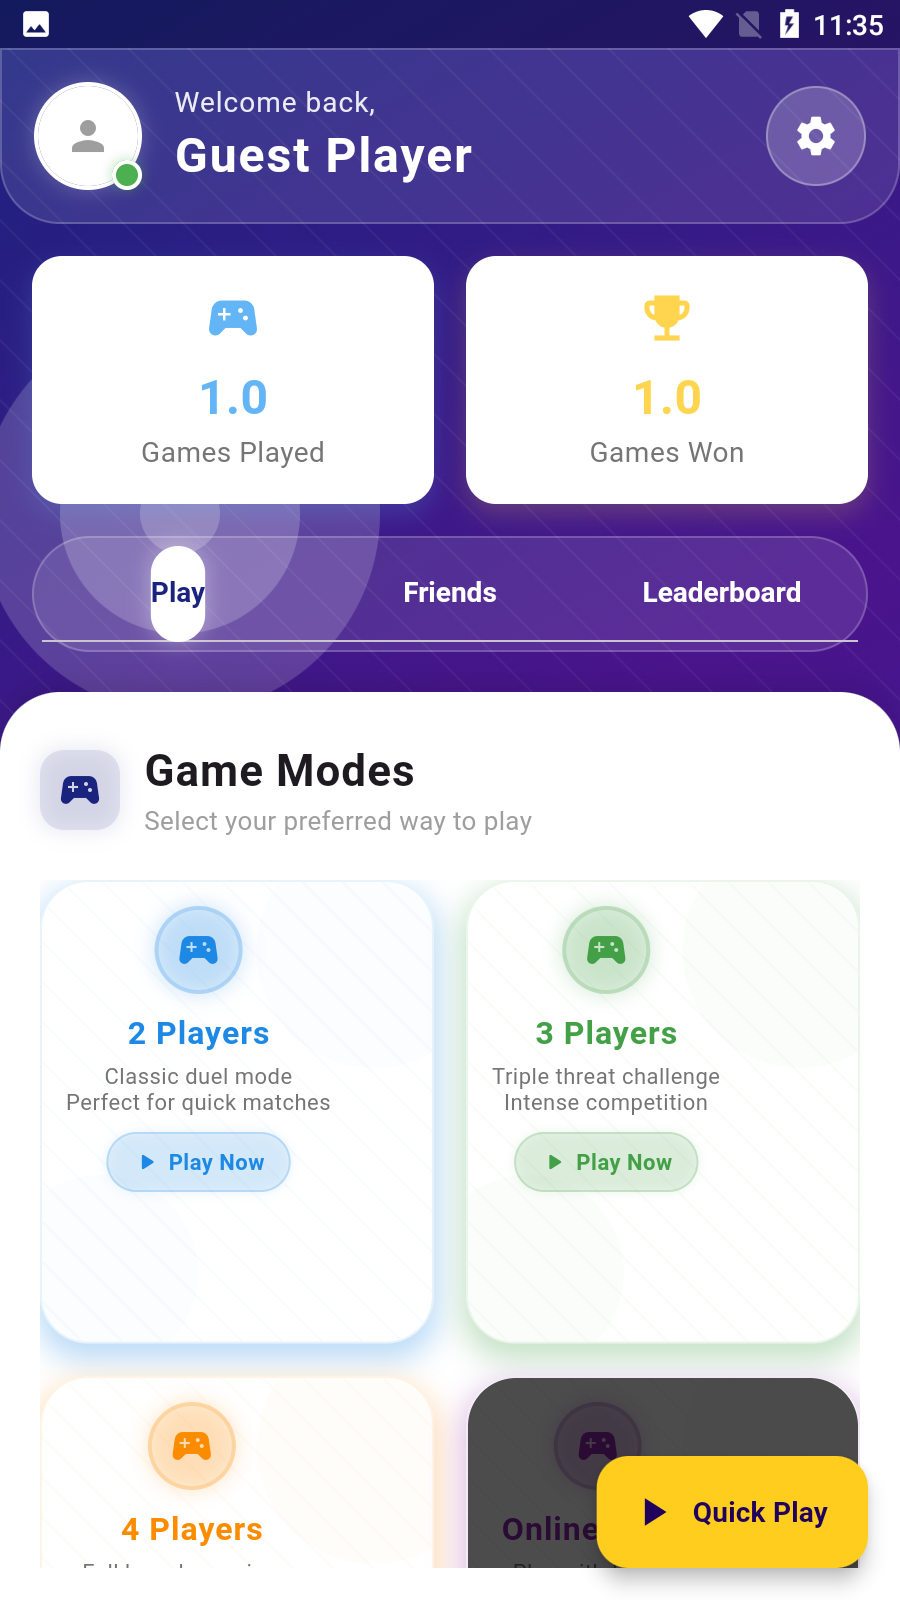 11:35
Welcome back,
Guest Player
1.0
Games Played
1.0
Games Won
Play
Friends
Leaderboard
Game Modes
Select your preferred way to play
2 Players
Classic duel mode
Perfect for quick matches
Play Now
3 Players
Triple threat challenge
Intense competition
Play Now
4 Players
Online
Quick Play